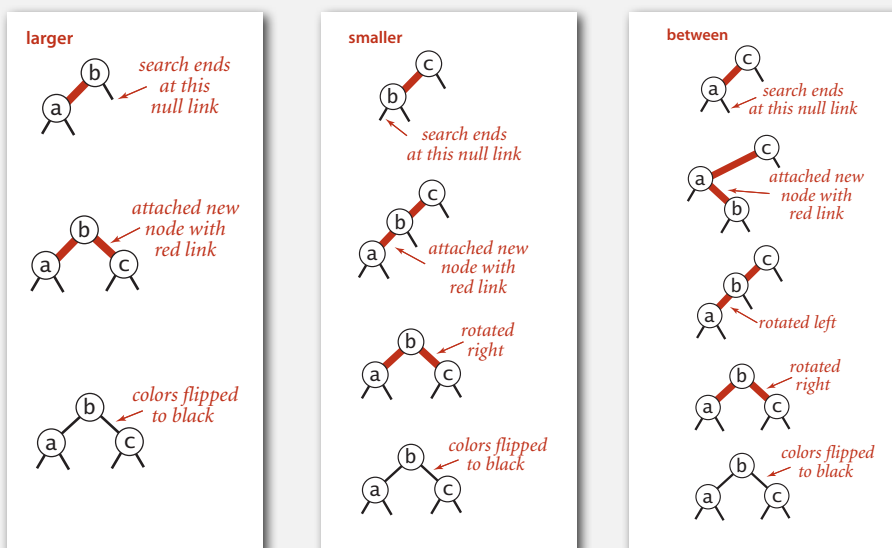 larger
b
a
search ends
at this
null link
b
a
c
attached new
node with
red link
b
a
c
colors flipped
to black
smaller
c
b
search ends
at this null link
c
b
a
attached new
node with
red link
b
a
c
rotated
right
b
a
c
colors flipped
to black
between
c
a
search ends
at this null link
c
a
b
attached new
node with
red link
c
b
a
rotated left
b
a
c
rotated
right
b
a
c
colors flipped
to black